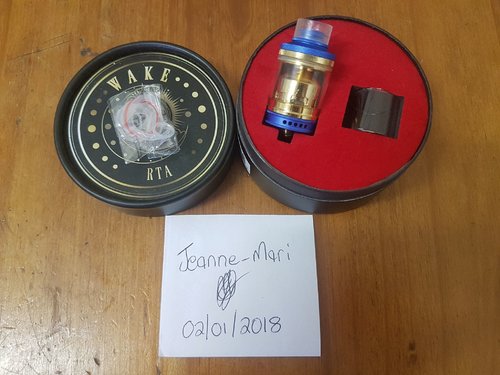 WAKE
RTA
Jeanne-Mari
02/01/2018